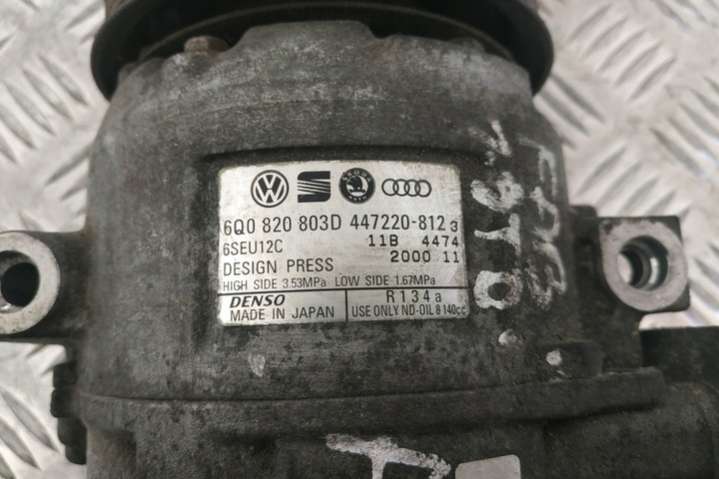 SKODA
6Q0 820 803D 447220-812 3
6SEU12C 11B 4474
DESIGN PRESS 2000 11
HIGH SIDE 3.53MPa LOW SIDE 1.67MPa
DENSO R134a
MADE IN JAPAN USE ONLY ND-OIL 8 140cc